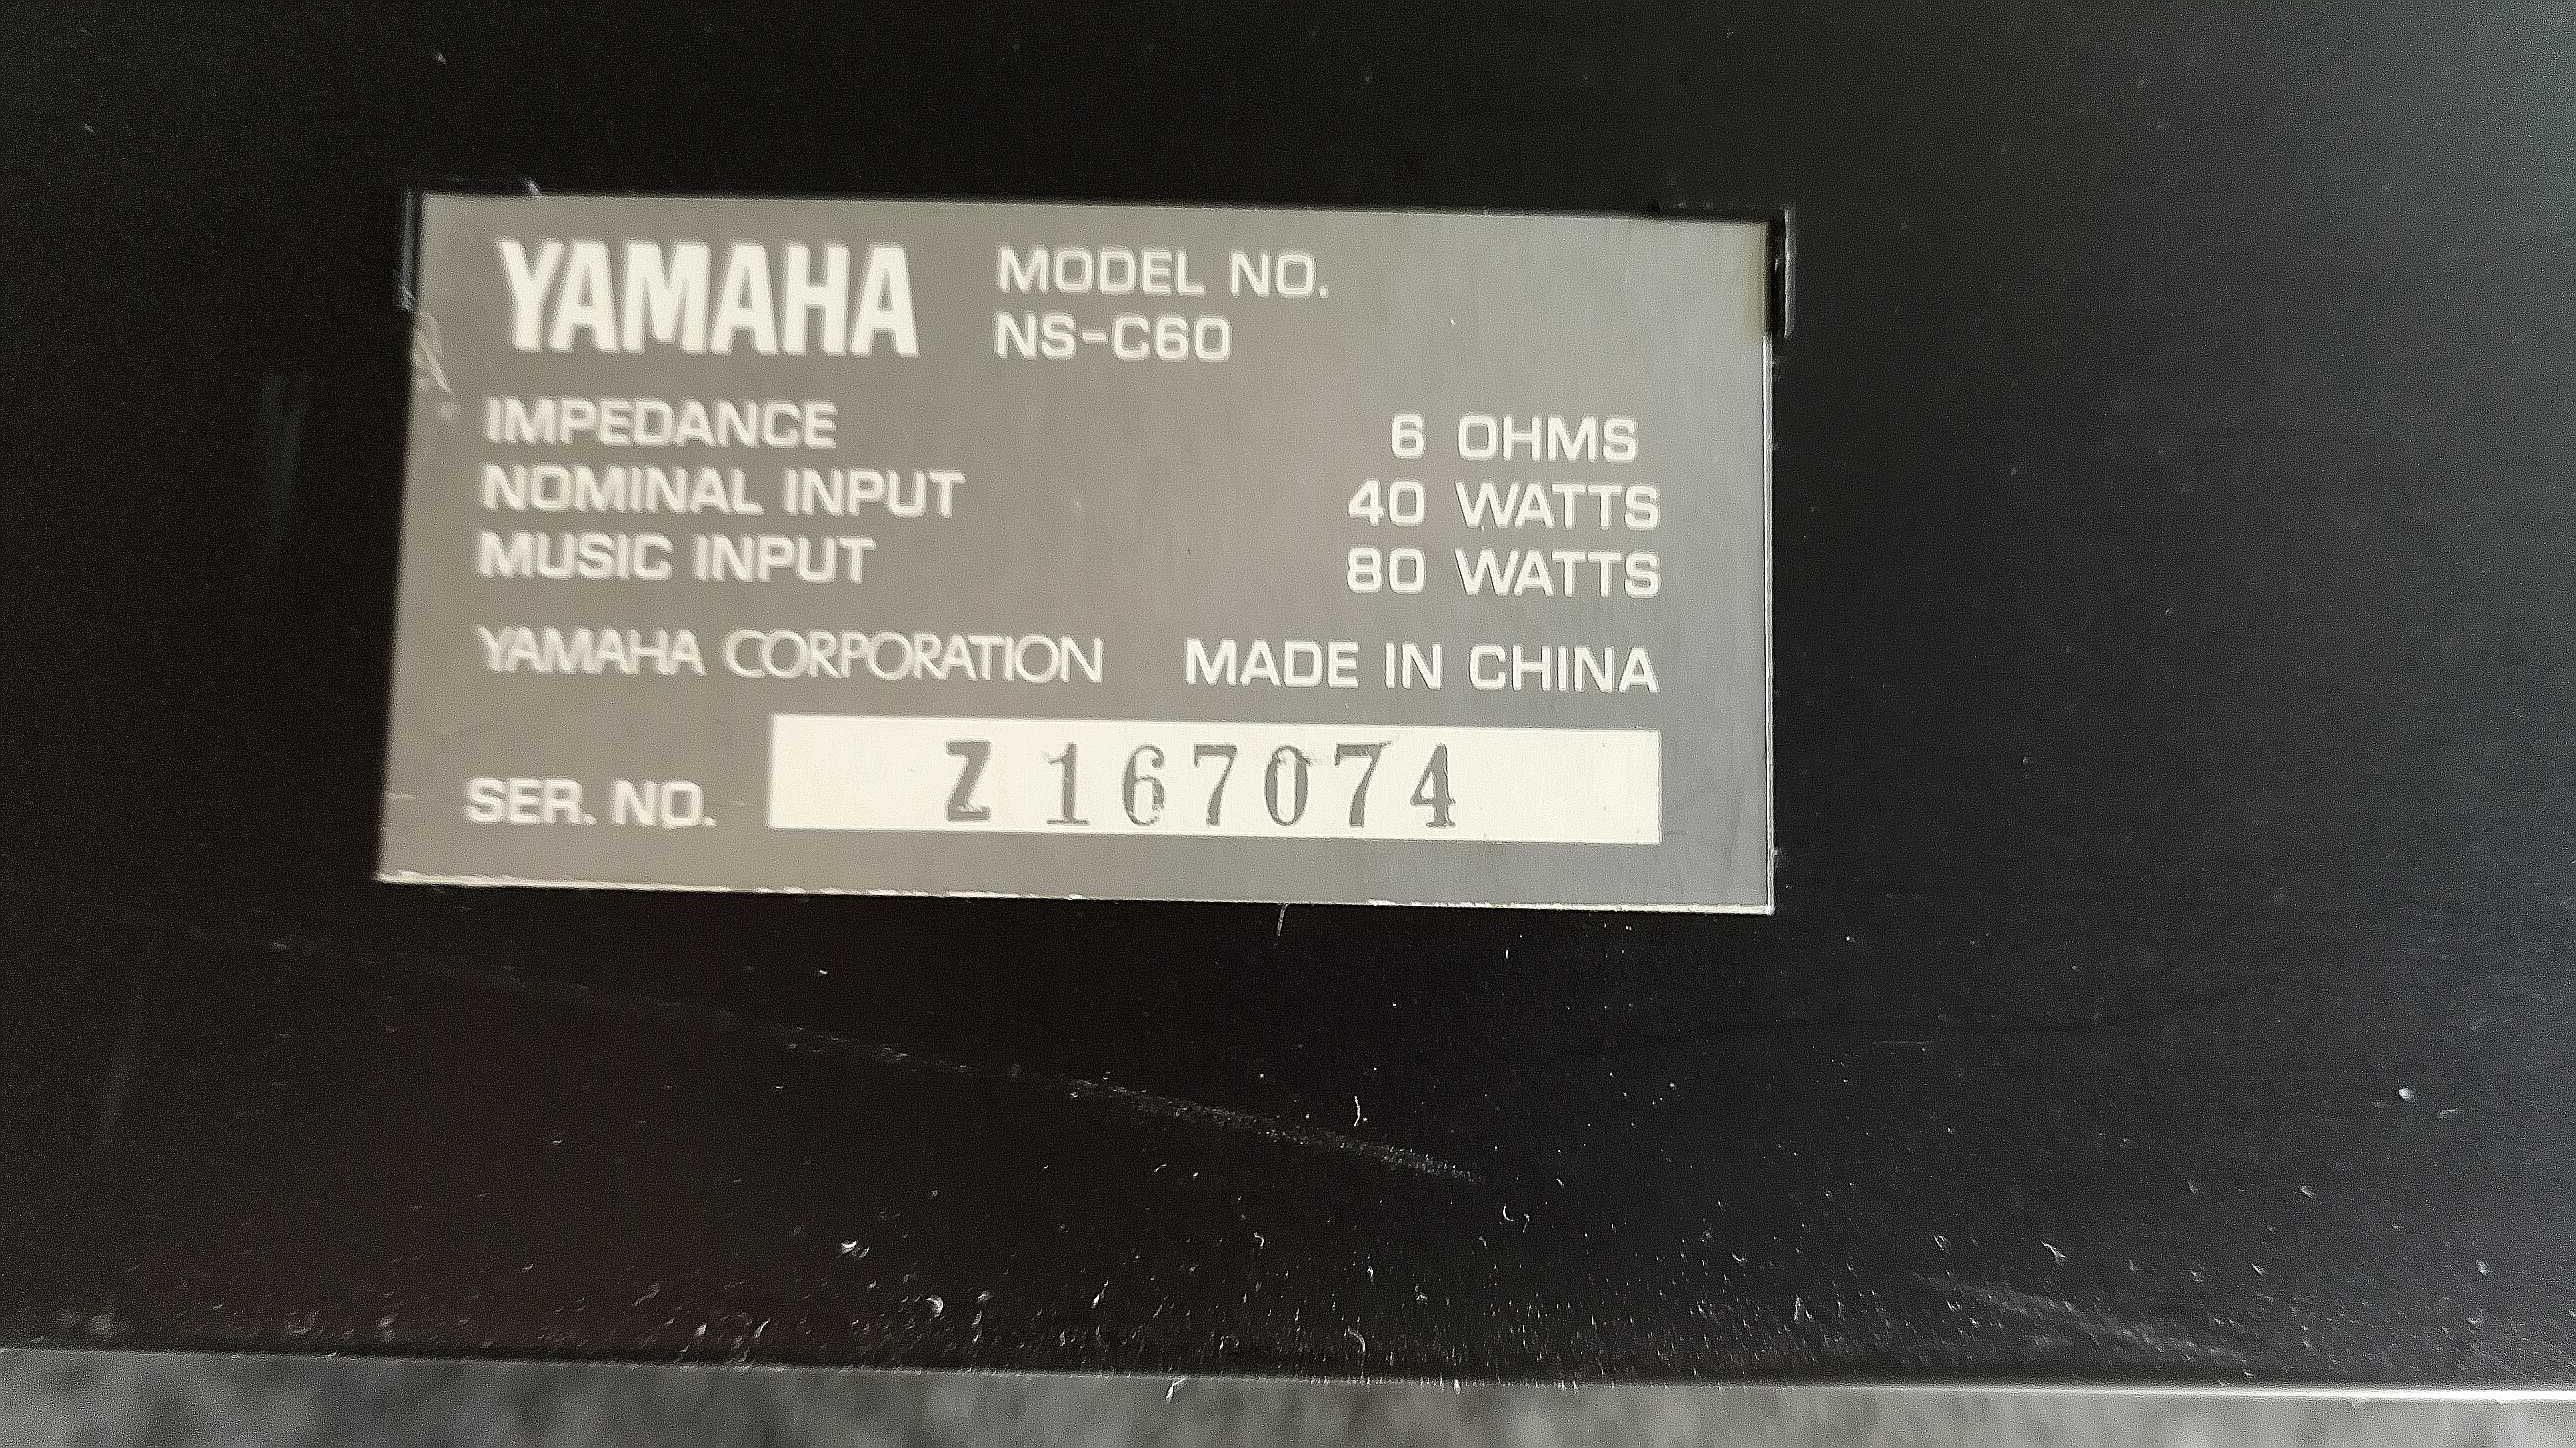 YAMAHA MODEL NO.
NS-C60
IMPEDANCE 6 OHMS
NOMINAL INPUT 40 WATTS
MUSIC INPUT 80 WATTS
YAMAHA CORPORATION MADE IN CHINA
SER. NO. Z 167074